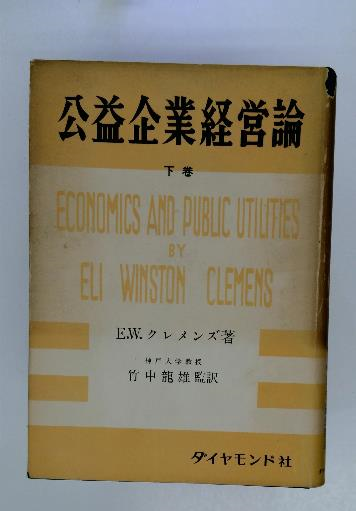 公益企業経営論
下巻
ECONOMICS AND PUBLIC UTILITIES
BY
ELI WINSTON CLEMENS
E.W.クレメンズ著
神戸大学教授
竹中龍雄監訳
ダイヤモンド社